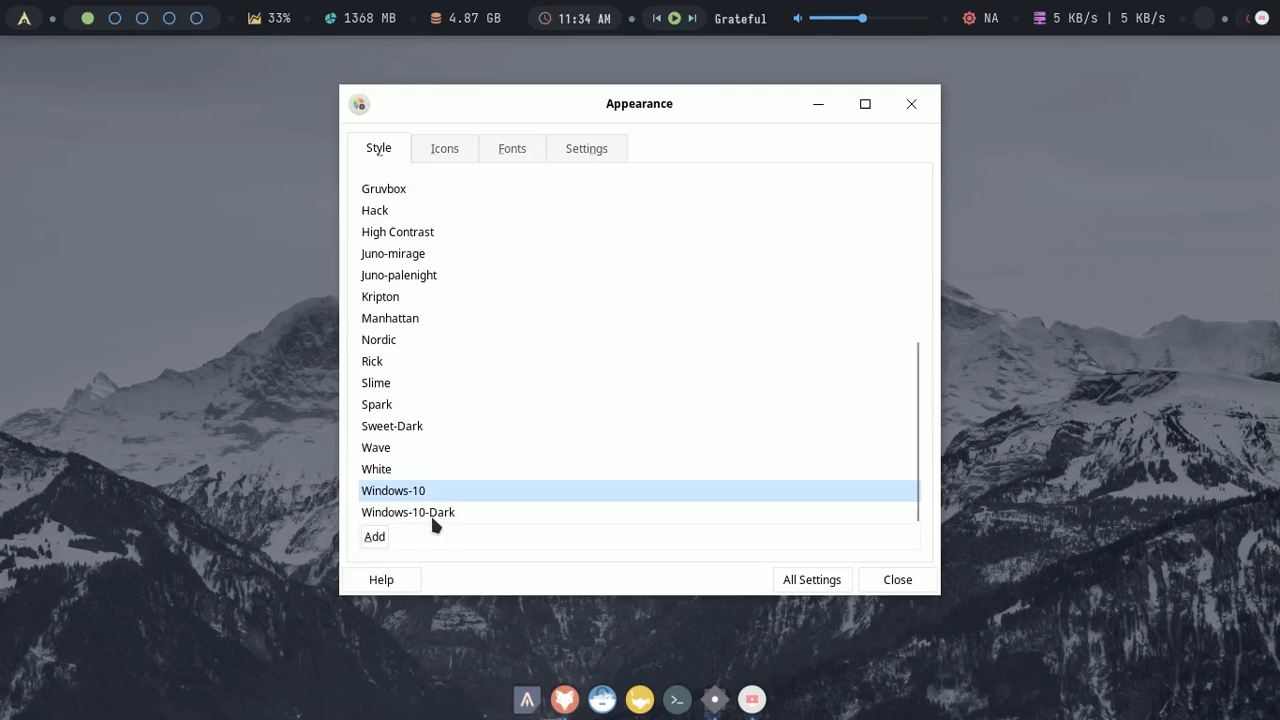 33% 1368 MB 4.87 GB 11:34 AM Grateful NA 5 KB/s | 5 KB/s
Appearance
Style Icons Fonts Settings
Gruvbox
Hack
High Contrast
Juno-mirage
Juno-palenight
Kripton
Manhattan
Nordic
Rick
Slime
Spark
Sweet-Dark
Wave
White
Windows-10
Windows-10-Dark
Add
Help All Settings Close